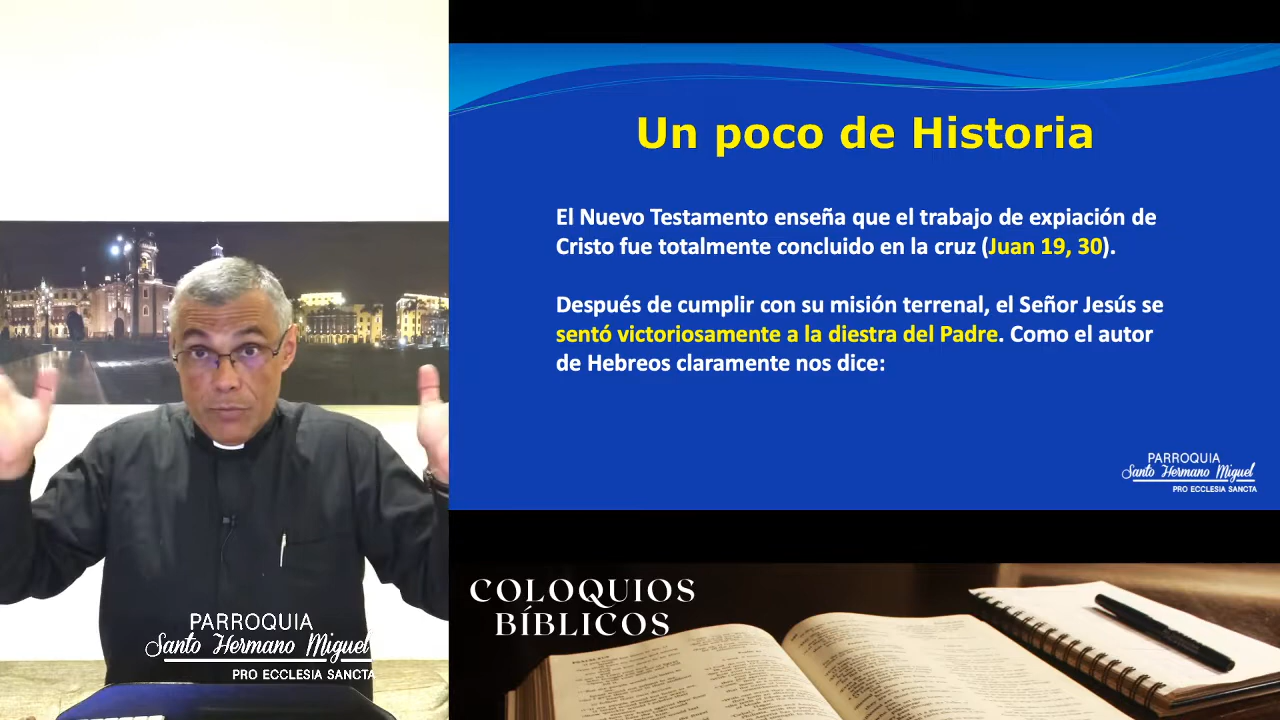 Un poco de Historia
El Nuevo Testamento enseña que el trabajo de expiación de
Cristo fue totalmente concluido en la cruz (Juan 19, 30).
Después de cumplir con su misión terrenal, el Señor Jesús se
sentó victoriosamente a la diestra del Padre. Como el autor
de Hebreos claramente nos dice:
PARROQUIA
Santo Hermano Miguel
PRO ECCLESIA SANCTA
COLOQUIOS
BÍBLICOS
PARROQUIA
Santo Hermano Miguel
PRO ECCLESIA SANCTA